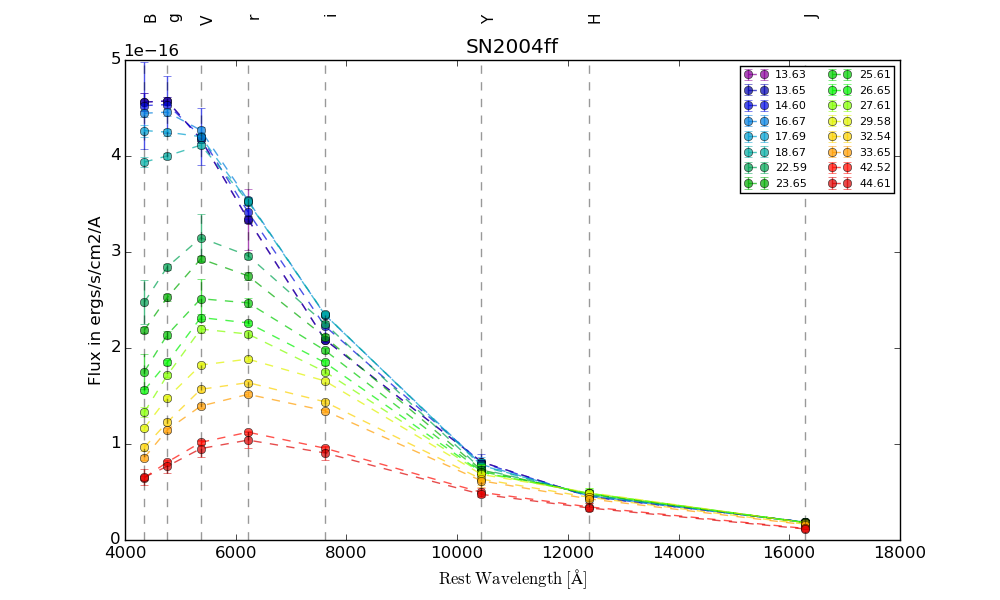 B g V r i Y H J
1e−16
SN2004ff
5
4
3
2
1
0
Flux in ergs/s/cm2/A
13.63 25.61
13.65 26.65
14.60 27.61
16.67 29.58
17.69 32.54
18.67 33.65
22.59 42.52
23.65 44.61
4000 6000 8000 10000 12000 14000 16000 18000
Rest Wavelength [Å]